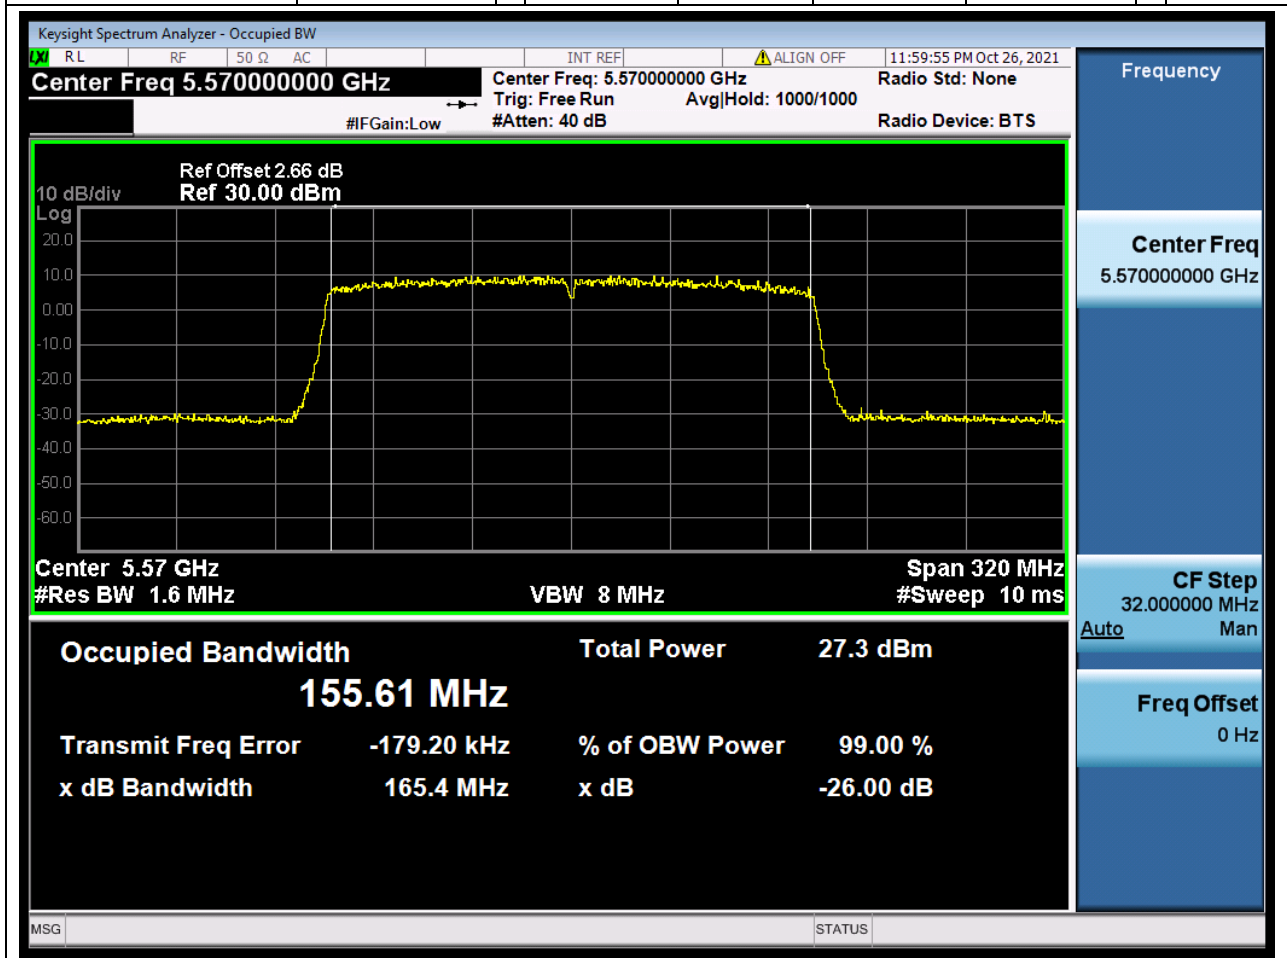 Keysight Spectrum Analyzer - Occupied BW
LXI RL RF 50 Ω AC INT REF ALIGN OFF 11:59:55 PM Oct 26, 2021
Center Freq 5.570000000 GHz
Center Freq: 5.570000000 GHz
Radio Std: None
Trig: Free Run Avg|Hold: 1000/1000
#IFGain:Low
#Atten: 40 dB
Radio Device: BTS
Ref Offset 2.66 dB
10 dB/div Ref 30.00 dBm
Log
20.0
10.0
0.00
-10.0
-20.0
-30.0
-40.0
-50.0
-60.0
Center 5.57 GHz Span 320 MHz
#Res BW 1.6 MHz VBW 8 MHz #Sweep 10 ms
Occupied Bandwidth Total Power 27.3 dBm
155.61 MHz
Transmit Freq Error -179.20 kHz % of OBW Power 99.00 %
x dB Bandwidth 165.4 MHz x dB -26.00 dB
MSG STATUS
Frequency
Center Freq
5.570000000 GHz
CF Step
32.000000 MHz
Auto Man
Freq Offset
0 Hz